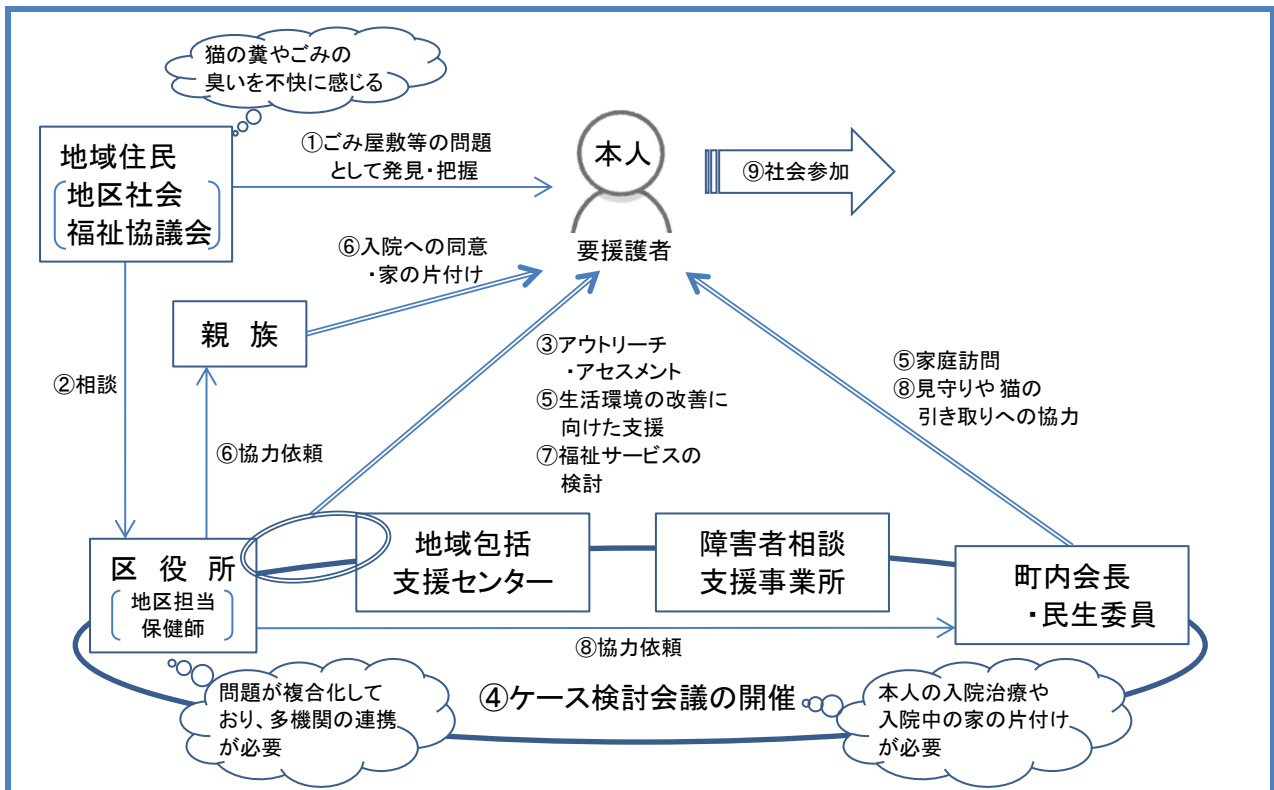 猫の糞やごみの
臭いを不快に感じる
地域住民
地区社会
福祉協議会
①ごみ屋敷等の問題
として発見・把握
本人
要援護者
⑨社会参加
⑥入院への同意
・家の片付け
親 族
②相談
⑥協力依頼
③アウトリーチ
・アセスメント
⑤生活環境の改善に
向けた支援
⑦福祉サービスの
検討
⑤家庭訪問
⑧見守りや 猫の
引き取りへの協力
区 役 所
地区担当
保健師
地域包括
支援センター
障害者相談
支援事業所
町内会長
・民生委員
⑧協力依頼
④ケース検討会議の開催
問題が複合化して
おり、多機関の連携
が必要
本人の入院治療や
入院中の家の片付け
が必要